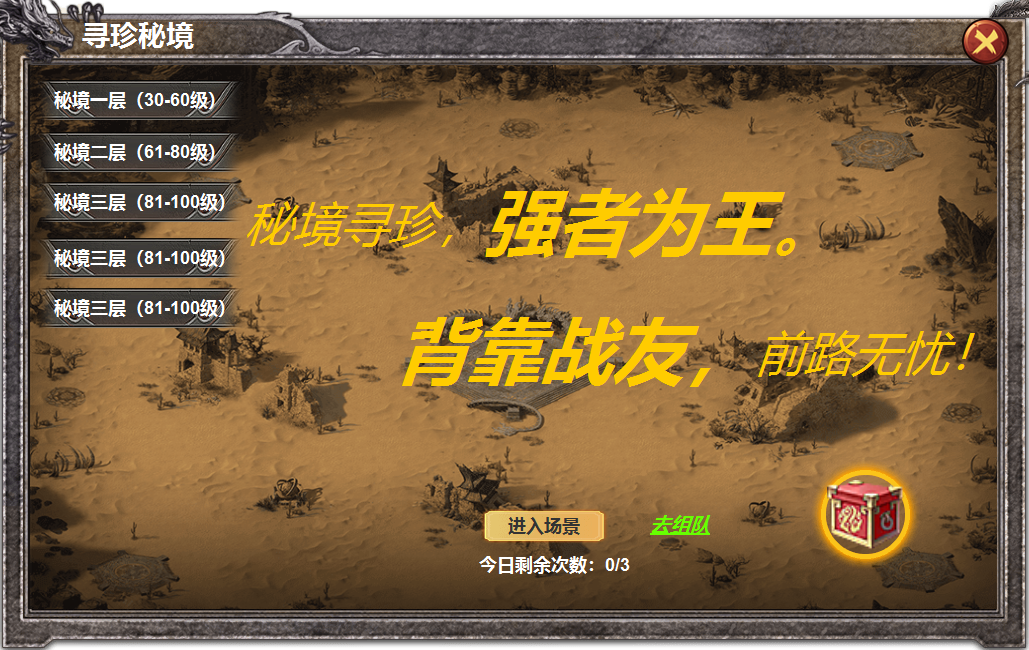 寻珍秘境
秘境一层（30-60级）
秘境二层（61-80级）
秘境三层（81-100级）
秘境三层（81-100级）
秘境三层（81-100级）
秘境寻珍，强者为王。
背靠战友，前路无忧！
进入场景
去组队
今日剩余次数：0/3